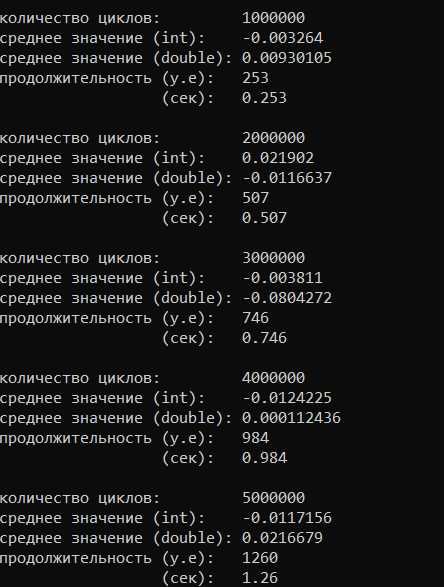 количество циклов: 1000000
среднее значение (int): -0.003264
среднее значение (double): 0.00930105
продолжительность (у.е): 253
(сек): 0.253
количество циклов: 2000000
среднее значение (int): 0.021902
среднее значение (double): -0.0116637
продолжительность (у.е): 507
(сек): 0.507
количество циклов: 3000000
среднее значение (int): -0.003811
среднее значение (double): -0.0804272
продолжительность (у.е): 746
(сек): 0.746
количество циклов: 4000000
среднее значение (int): -0.0124225
среднее значение (double): 0.000112436
продолжительность (у.е): 984
(сек): 0.984
количество циклов: 5000000
среднее значение (int): -0.0117156
среднее значение (double): 0.0216679
продолжительность (у.е): 1260
(сек): 1.26